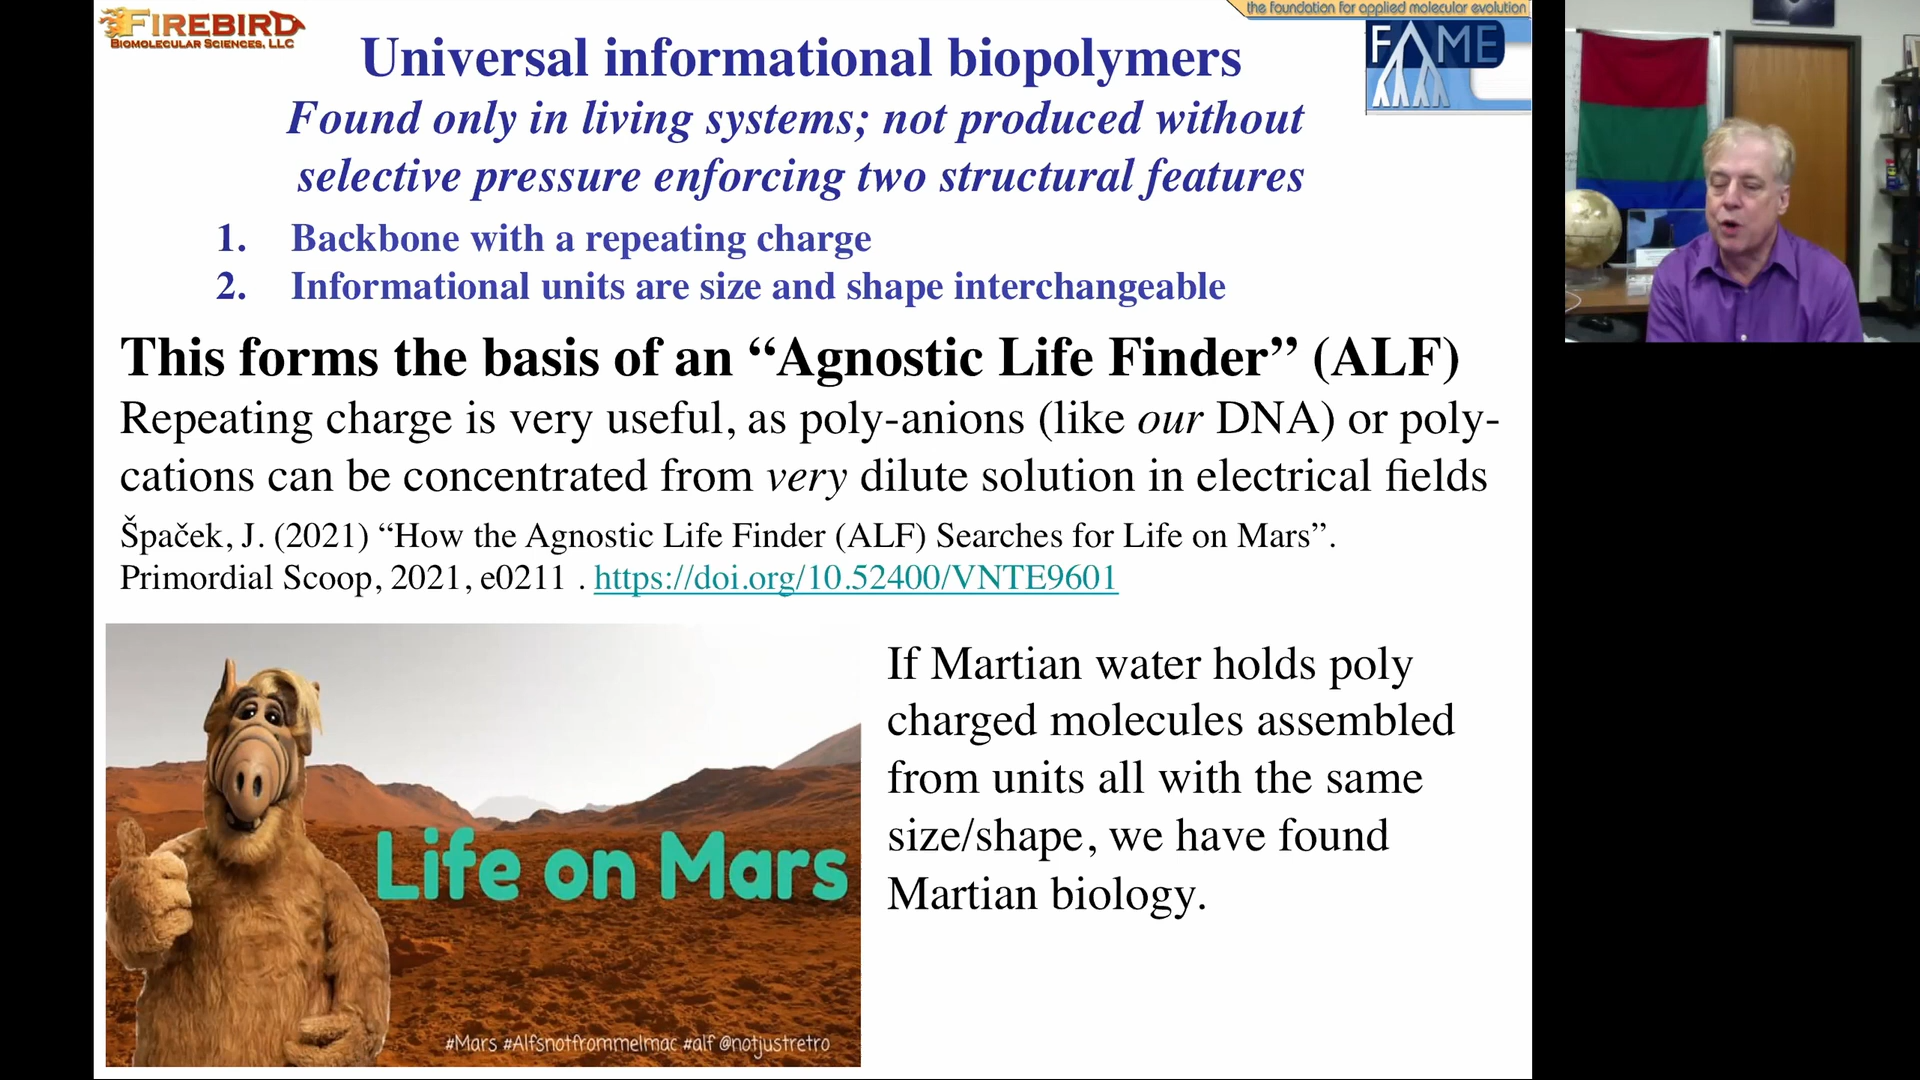 FIREBIRD
BIOMOLECULAR SCIENCES, LLC
the foundation for applied molecular evolution
FAME
Universal informational biopolymers
Found only in living systems; not produced without
selective pressure enforcing two structural features
1. Backbone with a repeating charge
2. Informational units are size and shape interchangeable
This forms the basis of an “Agnostic Life Finder” (ALF)
Repeating charge is very useful, as poly-anions (like our DNA) or poly-
cations can be concentrated from very dilute solution in electrical fields
Špaček, J. (2021) “How the Agnostic Life Finder (ALF) Searches for Life on Mars”.
Primordial Scoop, 2021, e0211 . https://doi.org/10.52400/VNTE9601
Life on Mars
#Mars #Alfsnotfrommelmac #alf @notjustretro
If Martian water holds poly
charged molecules assembled
from units all with the same
size/shape, we have found
Martian biology.